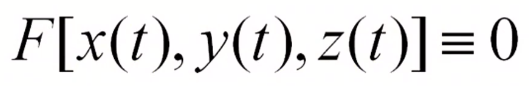 F[x(t), y(t), z(t)] ≡ 0